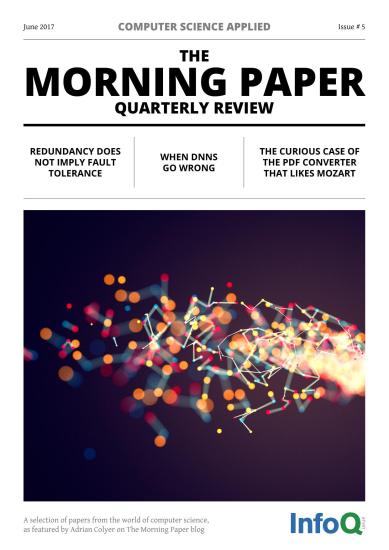 June 2017
COMPUTER SCIENCE APPLIED
Issue # 5
THE
MORNING PAPER
QUARTERLY REVIEW
REDUNDANCY DOES
NOT IMPLY FAULT
TOLERANCE
WHEN DNNS
GO WRONG
THE CURIOUS CASE OF
THE PDF CONVERTER
THAT LIKES MOZART
A selection of papers from the world of computer science,
as featured by Adrian Colyer on The Morning Paper blog
InfoQ